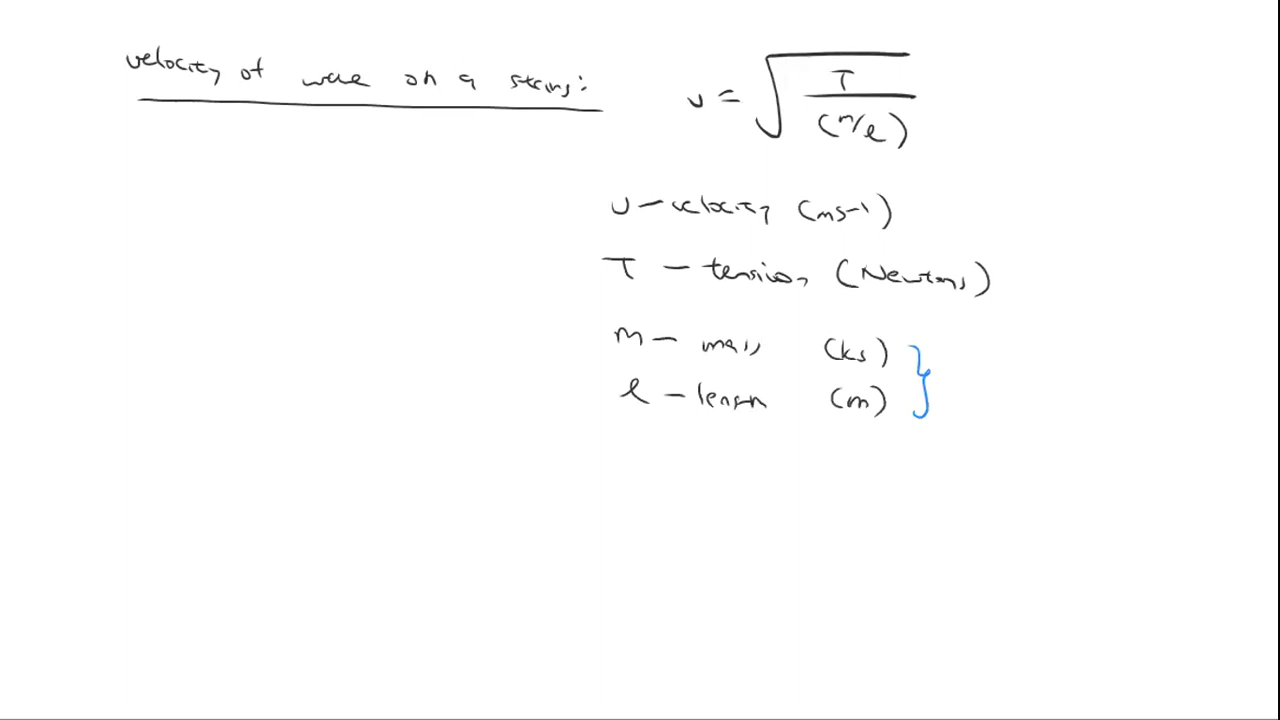 velocity of wave on a string:
v = √(T/(m/l))
v – velocity (ms⁻¹)
T – tension (Newtons)
m – mass (kg)
l – length (m)